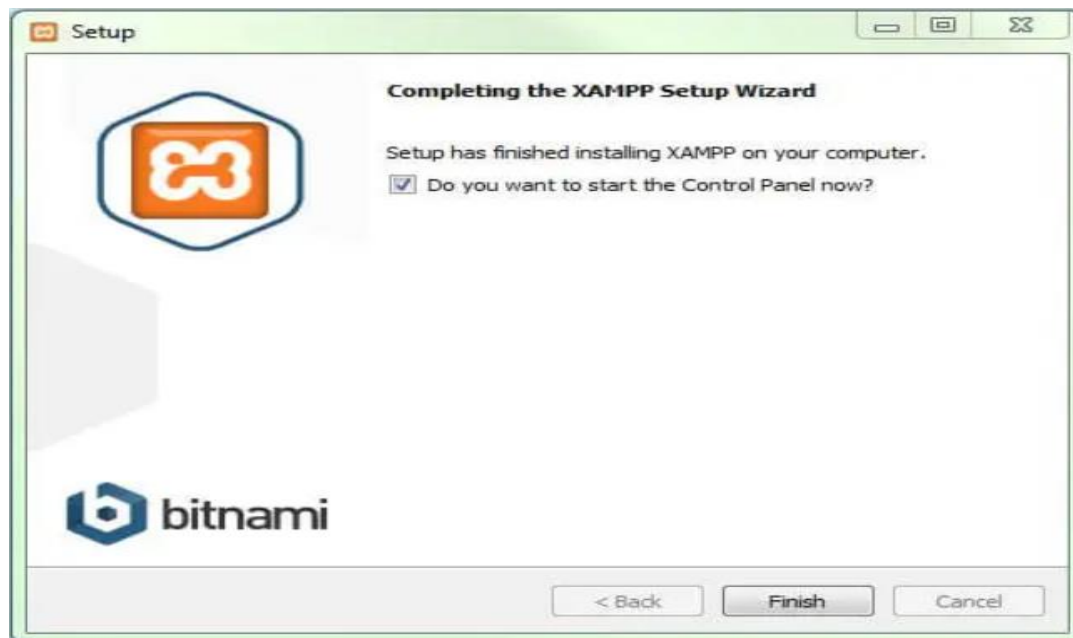 Setup
Completing the XAMPP Setup Wizard
Setup has finished installing XAMPP on your computer.
Do you want to start the Control Panel now?
bitnami
< Back
Finish
Cancel